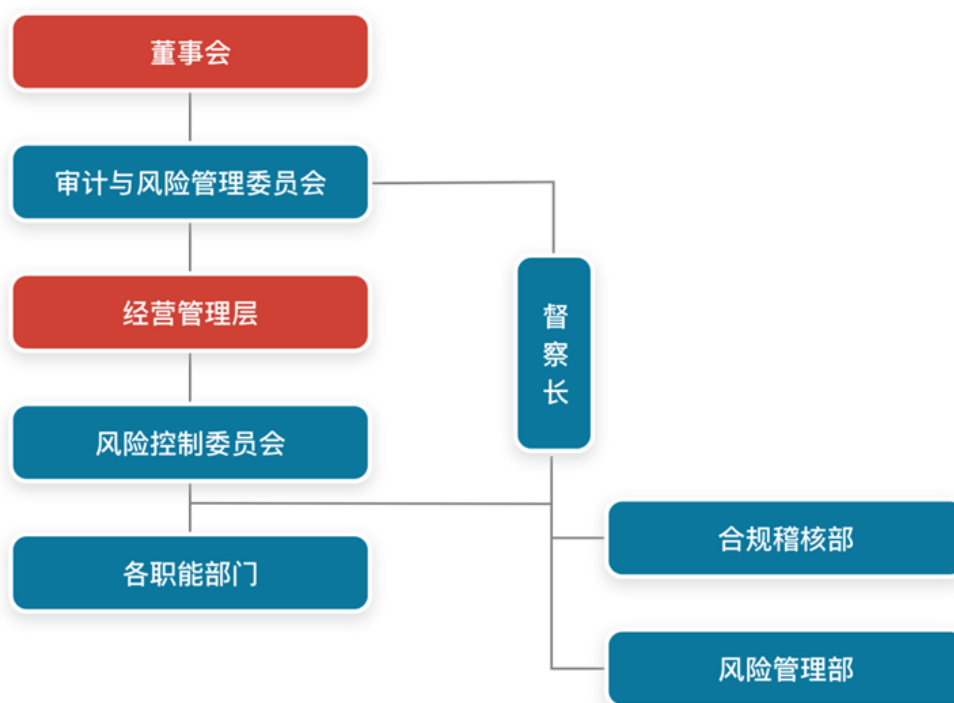 董事会
审计与风险管理委员会
经营管理层
督察长
风险控制委员会
合规稽核部
各职能部门
风险管理部